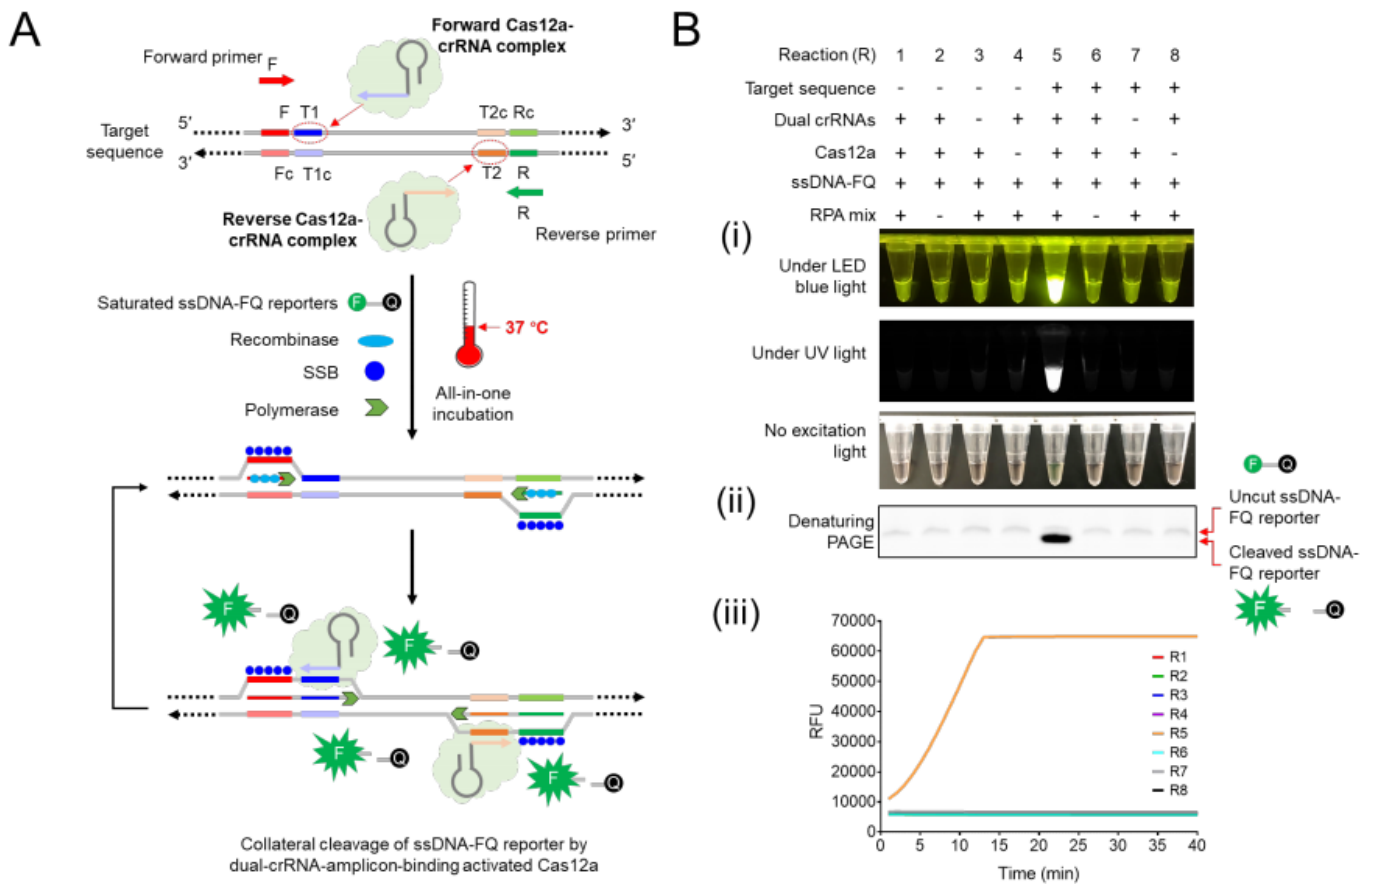 A
Forward Cas12a-
crRNA complex
Forward primer
F
F T1 T2c Rc
Target
sequence
5′ 3′
3′ 5′
Fc T1c T2 R
R
Reverse Cas12a-
crRNA complex
Reverse primer
Saturated ssDNA-FQ reporters
F Q
Recombinase
SSB
Polymerase
37 °C
All-in-one
incubation
F Q
F Q
F Q
F Q
Collateral cleavage of ssDNA-FQ reporter by
dual-crRNA-amplicon-binding activated Cas12a
B
Reaction (R) 1 2 3 4 5 6 7 8
Target sequence - - - - + + + +
Dual crRNAs + + - + + + - +
Cas12a + + + - + + + -
ssDNA-FQ + + + + + + + +
RPA mix + - + + + - + +
(i)
Under LED
blue light
Under UV light
No excitation
light
(ii)
Denaturing
PAGE
F Q
Uncut ssDNA-
FQ reporter
Cleaved ssDNA-
FQ reporter
F Q
(iii)
70000
60000
50000
40000
30000
20000
10000
0
RFU
R1
R2
R3
R4
R5
R6
R7
R8
0 5 10 15 20 25 30 35 40
Time (min)